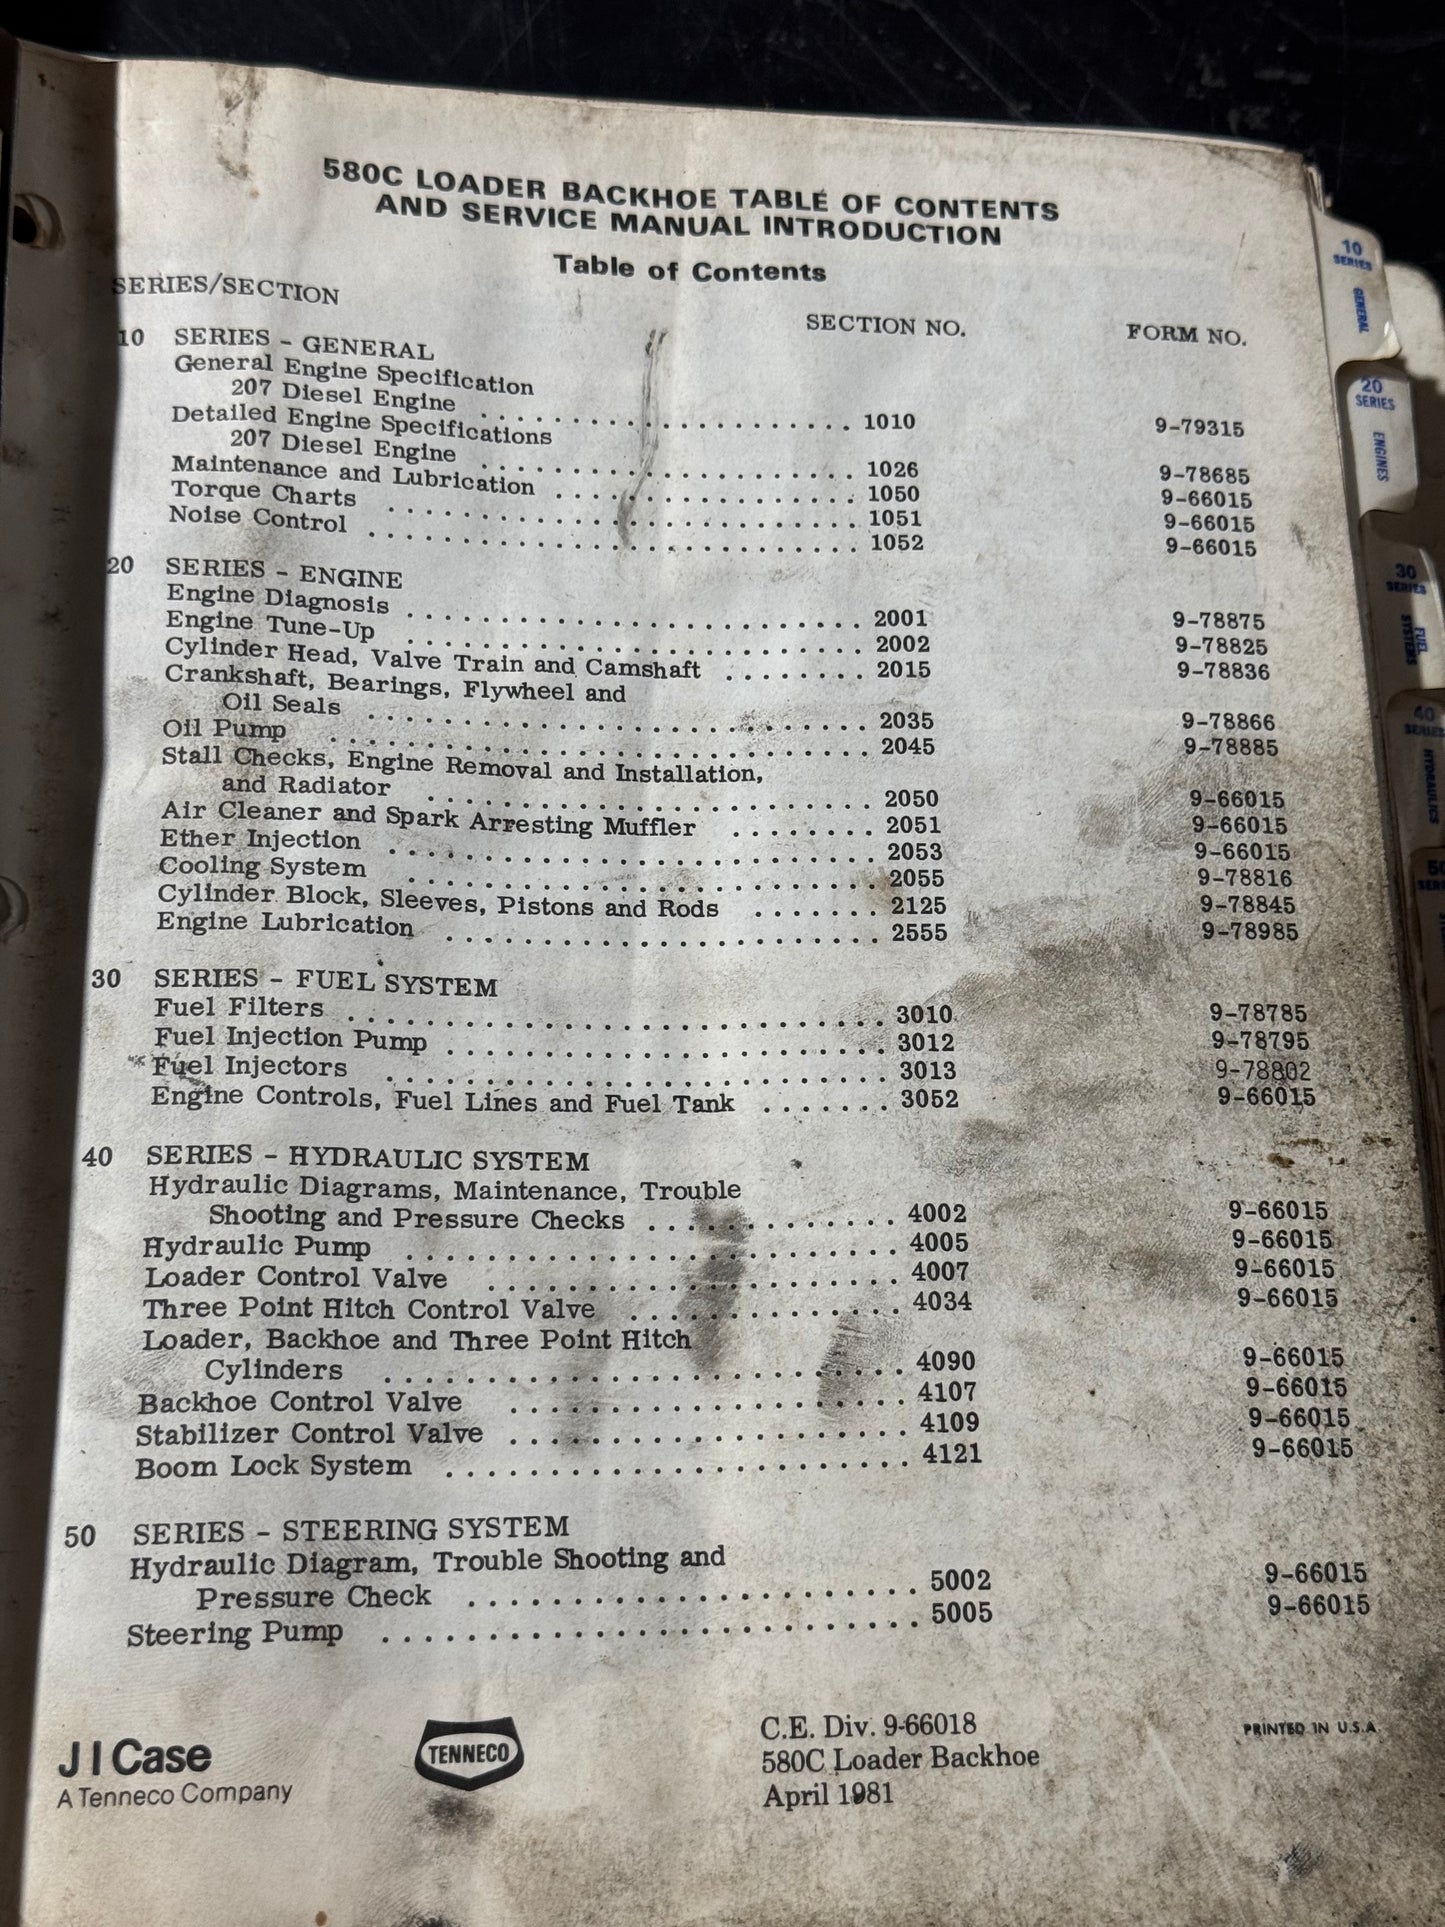 580C LOADER BACKHOE TABLE OF CONTENTS
AND SERVICE MANUAL INTRODUCTION
Table of Contents
SERIES/SECTION SECTION NO. FORM NO.
10 SERIES - GENERAL
General Engine Specification
207 Diesel Engine . . . . . . . . . . . . . . . . . . . . 1010 9-79315
Detailed Engine Specifications
207 Diesel Engine . . . . . . . . . . . . . . . . . . . . 1026 9-78685
Maintenance and Lubrication . . . . . . . . . . . . . . . . 1050 9-66015
Torque Charts . . . . . . . . . . . . . . . . . . . . . . . 1051 9-66015
Noise Control . . . . . . . . . . . . . . . . . . . . . . . 1052 9-66015
20 SERIES - ENGINE
Engine Diagnosis . . . . . . . . . . . . . . . . . . . . . . 2001 9-78875
Engine Tune-Up . . . . . . . . . . . . . . . . . . . . . . 2002 9-78825
Cylinder Head, Valve Train and Camshaft . . . . . . . . 2015 9-78836
Crankshaft, Bearings, Flywheel and
Oil Seals . . . . . . . . . . . . . . . . . . . . . . . . 2035 9-78866
Oil Pump . . . . . . . . . . . . . . . . . . . . . . . . . 2045 9-78885
Stall Checks, Engine Removal and Installation,
and Radiator . . . . . . . . . . . . . . . . . . . . . . 2050 9-66015
Air Cleaner and Spark Arresting Muffler . . . . . . . . 2051 9-66015
Ether Injection . . . . . . . . . . . . . . . . . . . . . . . 2053 9-66015
Cooling System . . . . . . . . . . . . . . . . . . . . . . 2055 9-78816
Cylinder Block, Sleeves, Pistons and Rods . . . . . . . 2125 9-78845
Engine Lubrication . . . . . . . . . . . . . . . . . . . . . 2555 9-78985
30 SERIES - FUEL SYSTEM
Fuel Filters . . . . . . . . . . . . . . . . . . . . . . . . 3010 9-78785
Fuel Injection Pump . . . . . . . . . . . . . . . . . . . . 3012 9-78795
Fuel Injectors . . . . . . . . . . . . . . . . . . . . . . . 3013 9-78802
Engine Controls, Fuel Lines and Fuel Tank . . . . . . . 3052 9-66015
40 SERIES - HYDRAULIC SYSTEM
Hydraulic Diagrams, Maintenance, Trouble
Shooting and Pressure Checks . . . . . . . . . . . . 4002 9-66015
Hydraulic Pump . . . . . . . . . . . . . . . . . . . . . . 4005 9-66015
Loader Control Valve . . . . . . . . . . . . . . . . . . . 4007 9-66015
Three Point Hitch Control Valve . . . . . . . . . . . . . 4034 9-66015
Loader, Backhoe and Three Point Hitch
Cylinders . . . . . . . . . . . . . . . . . . . . . . . . 4090 9-66015
Backhoe Control Valve . . . . . . . . . . . . . . . . . . 4107 9-66015
Stabilizer Control Valve . . . . . . . . . . . . . . . . . . 4109 9-66015
Boom Lock System . . . . . . . . . . . . . . . . . . . . . 4121 9-66015
50 SERIES - STEERING SYSTEM
Hydraulic Diagram, Trouble Shooting and
Pressure Check . . . . . . . . . . . . . . . . . . . . 5002 9-66015
Steering Pump . . . . . . . . . . . . . . . . . . . . . . . 5005 9-66015
J I Case
A Tenneco Company
TENNECO
C.E. Div. 9-66018
580C Loader Backhoe
April 1981
PRINTED IN U.S.A.
10
SERIES
GENERAL
20
SERIES
ENGINES
30
SERIES
FUEL
SYSTEMS
40
SERIES
HYDRAULICS